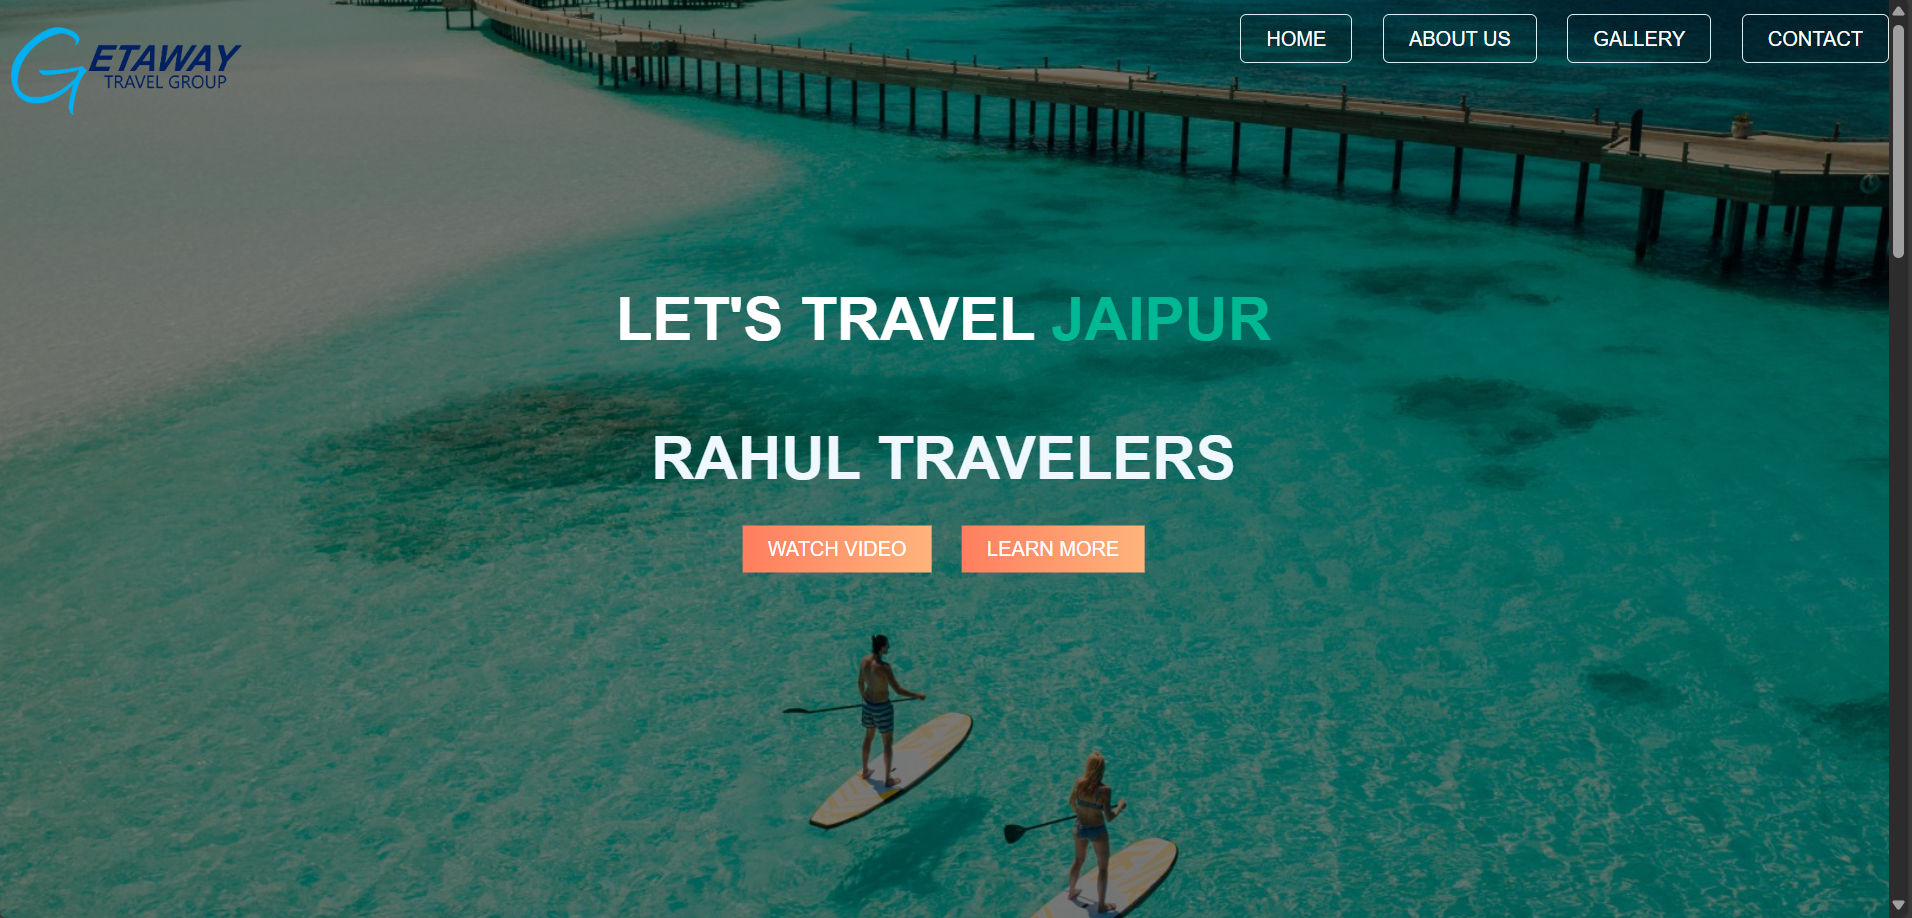 GETAWAY
TRAVEL GROUP
HOME
ABOUT US
GALLERY
CONTACT
LET'S TRAVEL JAIPUR
RAHUL TRAVELERS
WATCH VIDEO
LEARN MORE